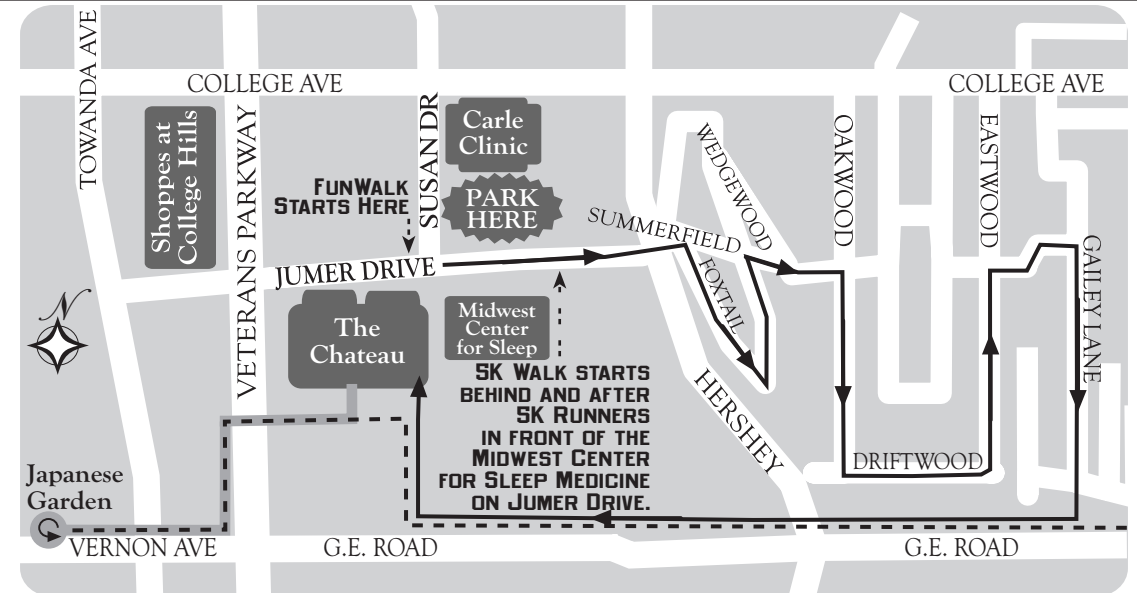 TOWANDA AVE
COLLEGE AVE
COLLEGE AVE
Shoppes at
College Hills
VETERANS PARKWAY
SUSAN DR
Carle
Clinic
PARK
HERE
FunWalk
Starts Here
JUMER DRIVE
SUMMERFIELD
WEDGEWOOD
FOXTAIL
OAKWOOD
EASTWOOD
GAILEY LANE
N
The
Chateau
Midwest
Center
for Sleep
5K Walk starts
behind and after
5K Runners
in front of the
Midwest Center
for Sleep Medicine
on Jumer Drive.
HERSHEY
DRIFTWOOD
Japanese
Garden
VERNON AVE
G.E. ROAD
G.E. ROAD